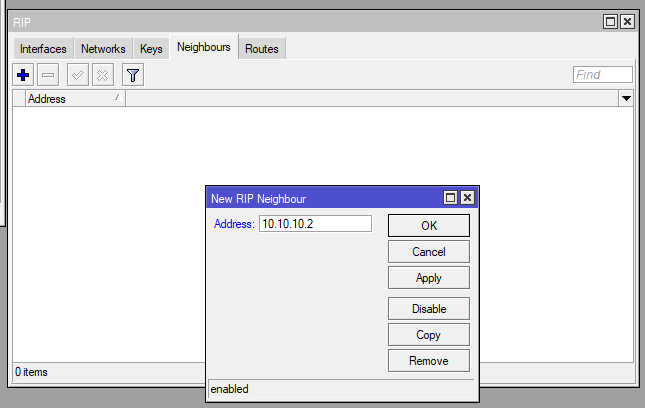 RIP
Interfaces Networks Keys Neighbours Routes
Find
Address
New RIP Neighbour
Address: 10.10.10.2
OK
Cancel
Apply
Disable
Copy
Remove
enabled
0 items